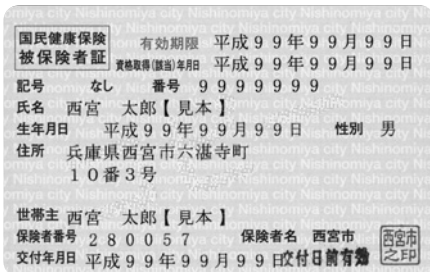 国民健康保険
被保険者証
有効期限 平成99年99月99日
資格取得(該当)年月日 平成99年99月99日
記号 なし 番号 9999999
氏名 西宮 太郎【見本】
生年月日 平成99年99月99日 性別 男
住所 兵庫県西宮市六湛寺町
10番3号
世帯主 西宮 太郎【見本】
保険者番号 280057 保険者名 西宮市
交付年月日 平成99年99月99日交付日前有効
西宮市
之印